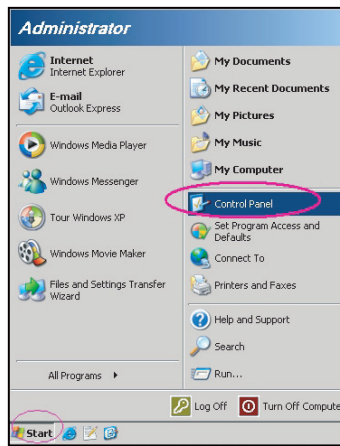 Administrator
Internet
Internet Explorer
E-mail
Outlook Express
Windows Media Player
Windows Messenger
Tour Windows XP
Windows Movie Maker
Files and Settings Transfer
Wizard
All Programs
My Documents
My Recent Documents
My Pictures
My Music
My Computer
Control Panel
Set Program Access and
Defaults
Connect To
Printers and Faxes
Help and Support
Search
Run...
Log Off
Turn Off Compute
Start